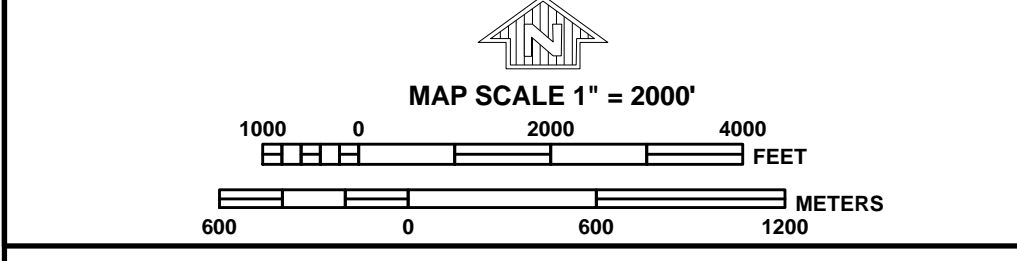 N
MAP SCALE 1" = 2000'
1000 0 2000 4000
FEET
METERS
600 0 600 1200